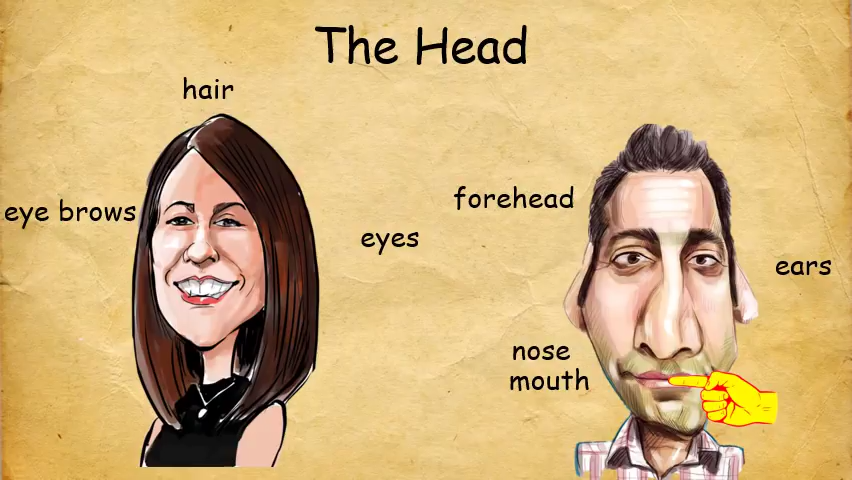 The Head
hair
eye brows
eyes
forehead
ears
nose
mouth